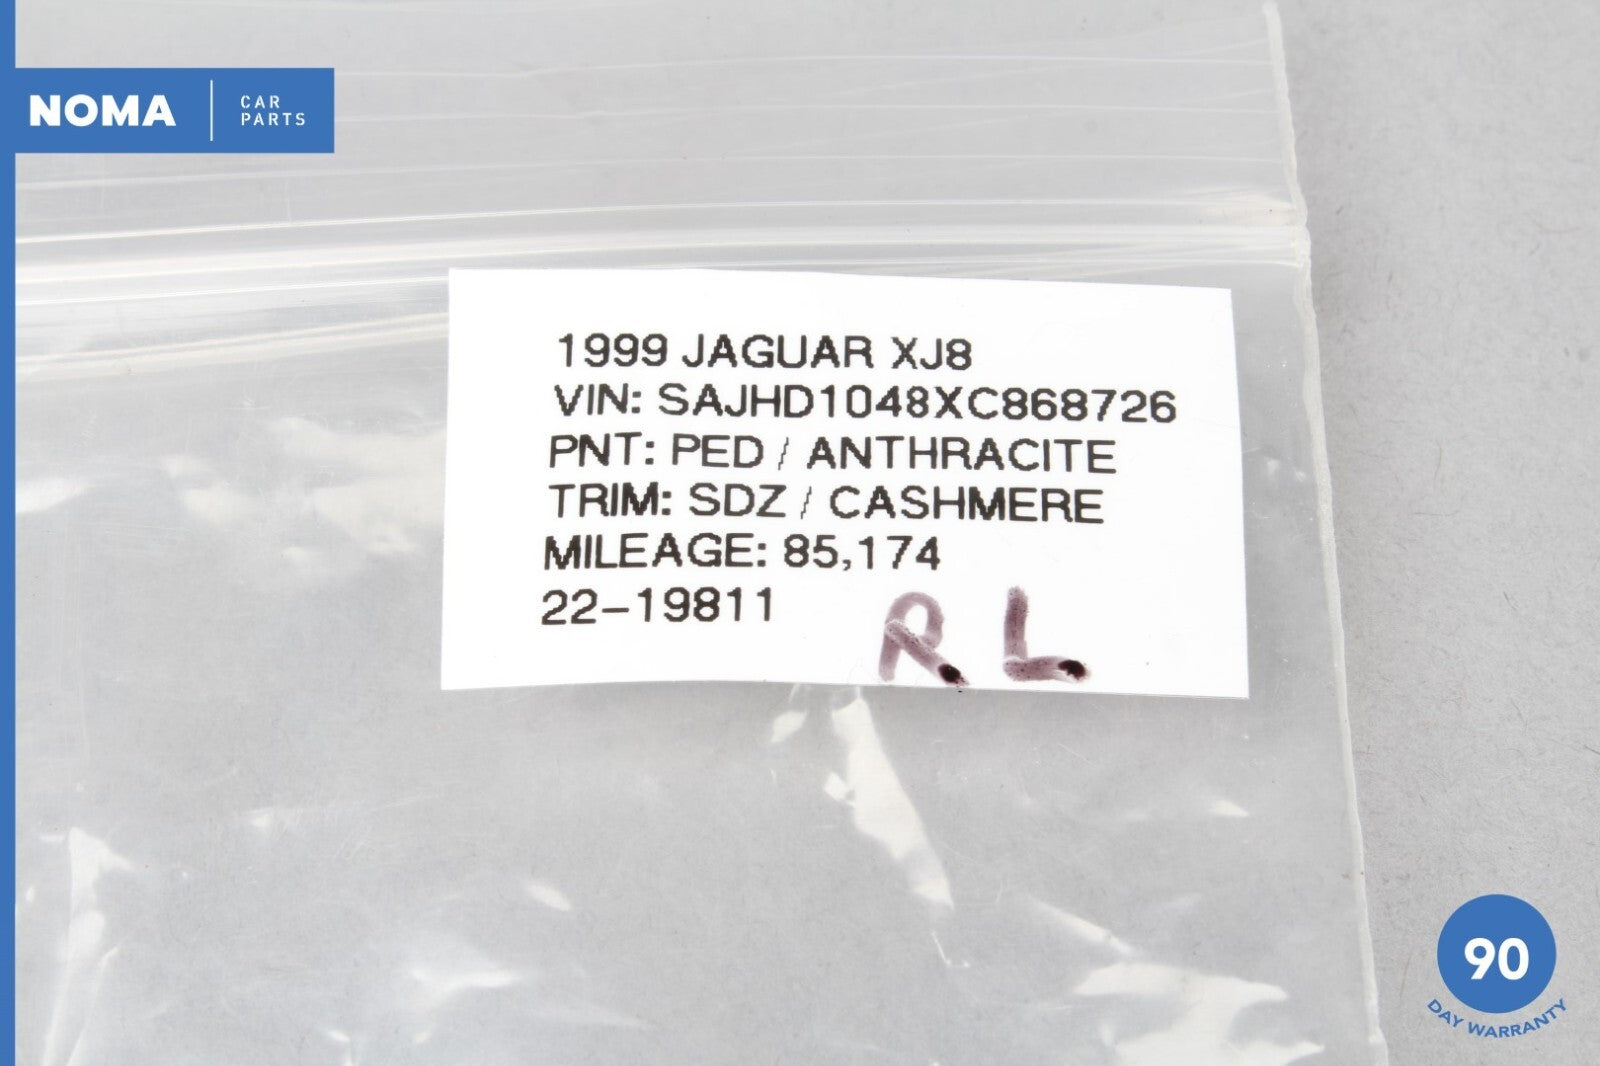 NOMA
CAR
PARTS
1999 JAGUAR XJ8
VIN: SAJHD1048XC868726
PNT: PED / ANTHRACITE
TRIM: SDZ / CASHMERE
MILEAGE: 85,174
22-19811
R L
90
DAY WARRANTY